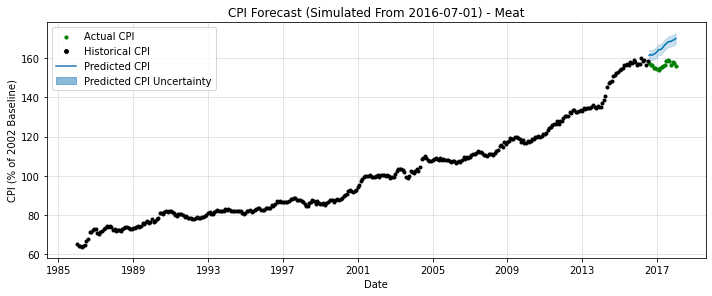 CPI Forecast (Simulated From 2016-07-01) - Meat
Actual CPI
Historical CPI
Predicted CPI
Predicted CPI Uncertainty
CPI (% of 2002 Baseline)
160
140
120
100
80
60
1985
1989
1993
1997
2001
2005
2009
2013
2017
Date